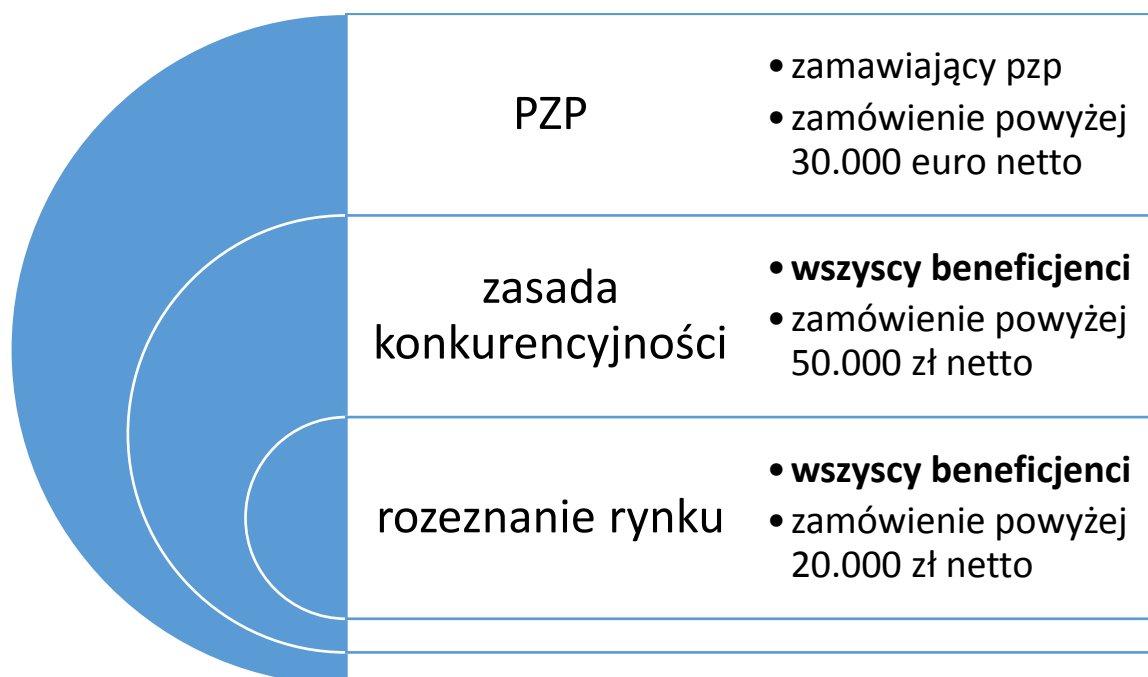 PZP
• zamawiający pzp
• zamówienie powyżej
30.000 euro netto
zasada
konkurencyjności
• wszyscy beneficjenci
• zamówienie powyżej
50.000 zł netto
rozeznanie rynku
• wszyscy beneficjenci
• zamówienie powyżej
20.000 zł netto